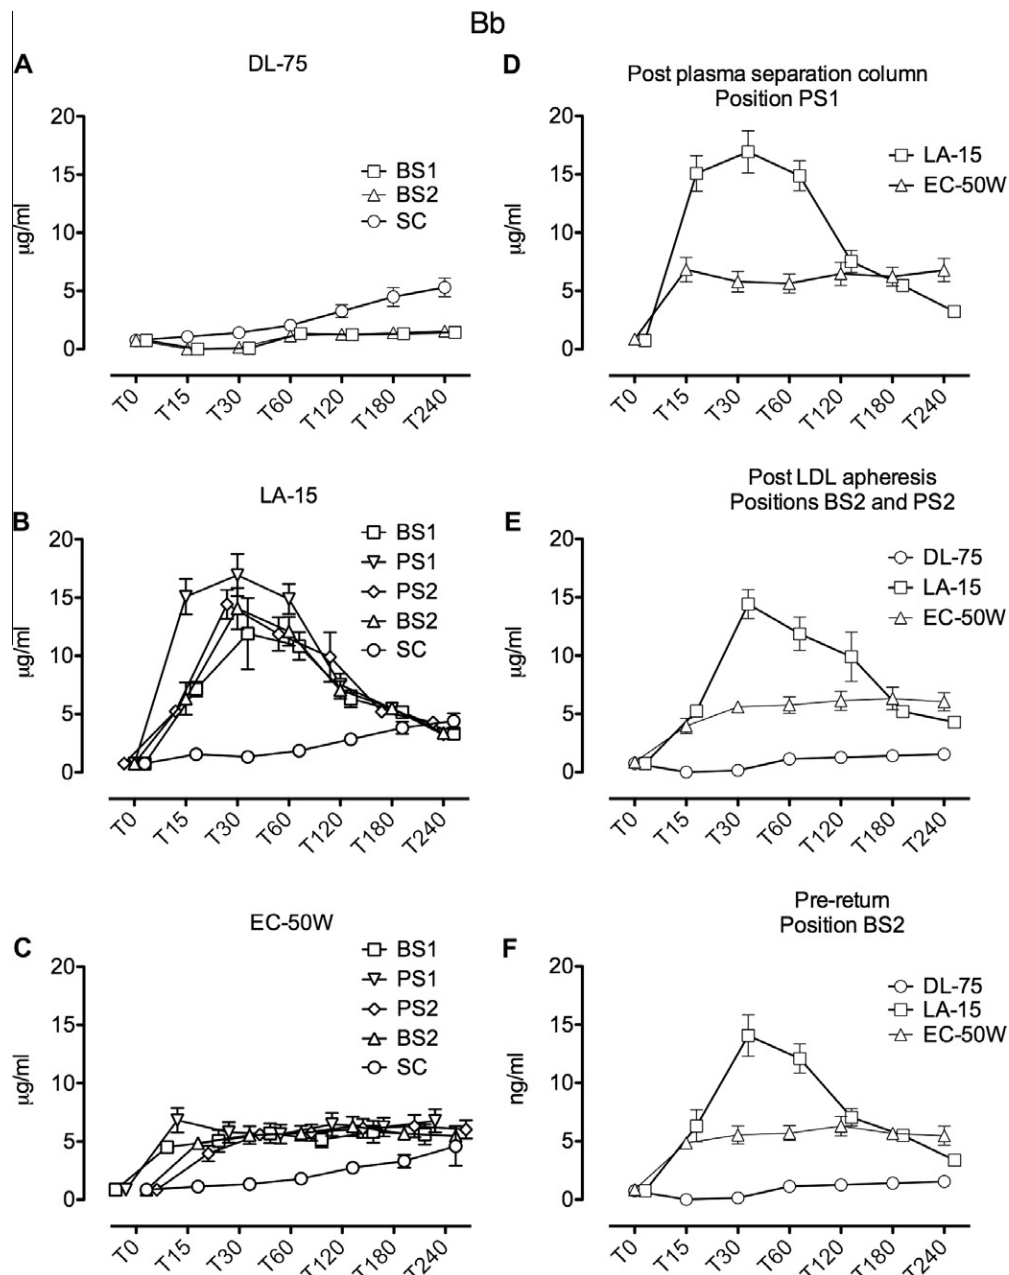 Bb
A
DL-75
20
15
10
5
0
µg/ml
BS1
BS2
SC
T0
T15
T30
T60
T120
T180
T240
B
LA-15
20
15
10
5
0
µg/ml
BS1
PS1
PS2
BS2
SC
T0
T15
T30
T60
T120
T180
T240
C
EC-50W
20
15
10
5
0
µg/ml
BS1
PS1
PS2
BS2
SC
T0
T15
T30
T60
T120
T180
T240
D
Post plasma separation column
Position PS1
20
15
10
5
0
µg/ml
LA-15
EC-50W
T0
T15
T30
T60
T120
T180
T240
E
Post LDL apheresis
Positions BS2 and PS2
20
15
10
5
0
µg/ml
DL-75
LA-15
EC-50W
T0
T15
T30
T60
T120
T180
T240
F
Pre-return
Position BS2
20
15
10
5
0
ng/ml
DL-75
LA-15
EC-50W
T0
T15
T30
T60
T120
T180
T240